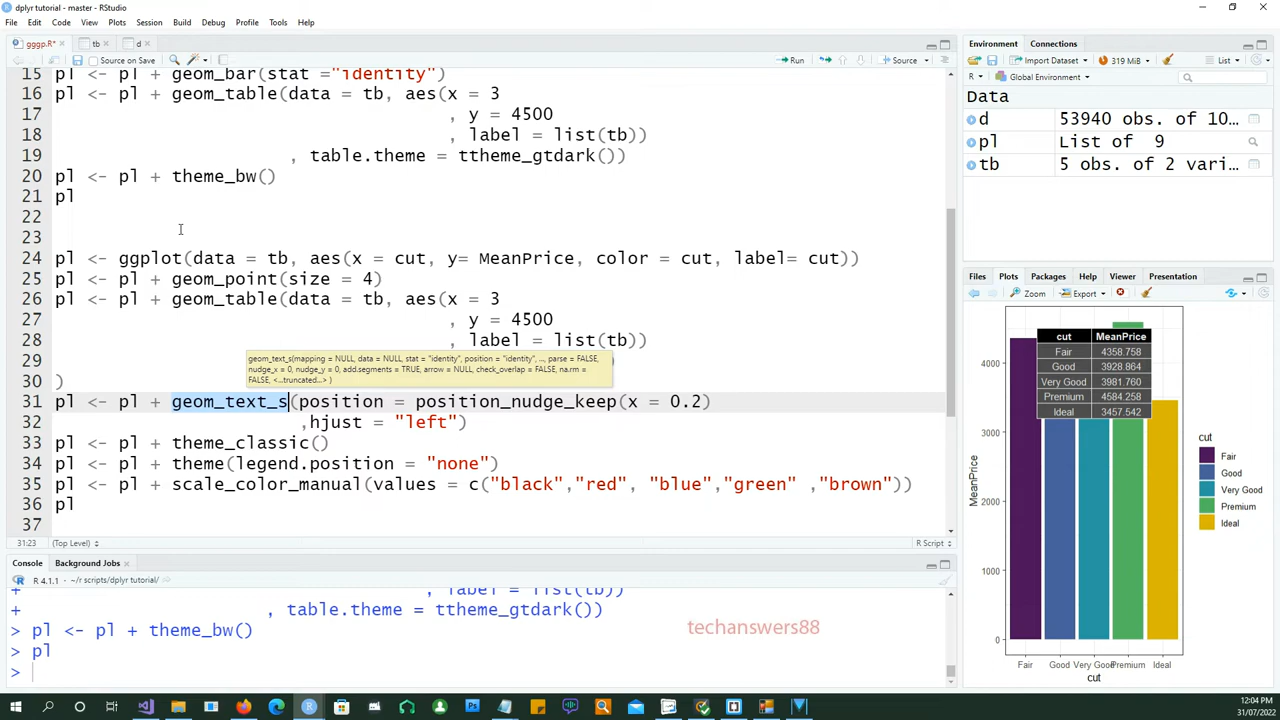 dplyr tutorial - master - RStudio
File Edit Code View Plots Session Build Debug Profile Tools Help
gggp.R* × tb × d ×
Source on Save Run Source
15 pl <- pl + geom_bar(stat ="identity")
16 pl <- pl + geom_table(data = tb, aes(x = 3
17 , y = 4500
18 , label = list(tb))
19 , table.theme = ttheme_gtdark())
20 pl <- pl + theme_bw()
21 pl
22
23
24 pl <- ggplot(data = tb, aes(x = cut, y= MeanPrice, color = cut, label= cut))
25 pl <- pl + geom_point(size = 4)
26 pl <- pl + geom_table(data = tb, aes(x = 3
27 , y = 4500
28 , label = list(tb))
29
geom_text_s(mapping = NULL, data = NULL, stat = "identity", position = "identity", ..., parse = FALSE,
nudge_x = 0, nudge_y = 0, add.segments = TRUE, arrow = NULL, check_overlap = FALSE, na.rm =
FALSE, <...truncated...> )
30 )
31 pl <- pl + geom_text_s(position = position_nudge_keep(x = 0.2)
32 ,hjust = "left")
33 pl <- pl + theme_classic()
34 pl <- pl + theme(legend.position = "none")
35 pl <- pl + scale_color_manual(values = c("black","red", "blue","green" ,"brown"))
36 pl
37
31:23 (Top Level) R Script
Console Background Jobs ×
R 4.1.1 · ~/r scripts/dplyr tutorial/
+ , label = list(tb))
+ , table.theme = ttheme_gtdark())
> pl <- pl + theme_bw()
> pl
>
techanswers88
Environment Connections
Import Dataset 319 MiB List
R Global Environment
Data
d 53940 obs. of 10...
pl List of 9
tb 5 obs. of 2 vari...
Files Plots Packages Help Viewer Presentation
Zoom Export
cut MeanPrice
Fair 4358.758
Good 3928.864
Very Good 3981.760
Premium 4584.258
Ideal 3457.542
4000
3000
2000
1000
0
MeanPrice
Fair Good Very Good Premium Ideal
cut
cut
Fair
Good
Very Good
Premium
Ideal
12:04 PM
31/07/2022